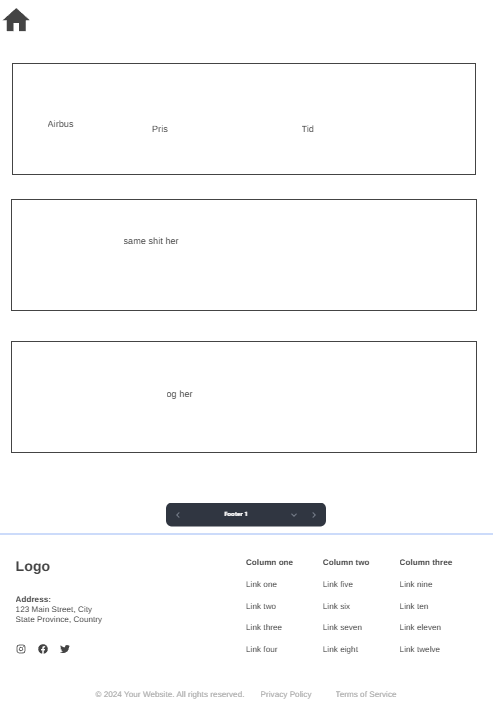 Airbus
Pris
Tid
same shit her
og her
Footer 1
Logo
Address:
123 Main Street, City
State Province, Country
Column one
Link one
Link two
Link three
Link four
Column two
Link five
Link six
Link seven
Link eight
Column three
Link nine
Link ten
Link eleven
Link twelve
© 2024 Your Website. All rights reserved.
Privacy Policy
Terms of Service